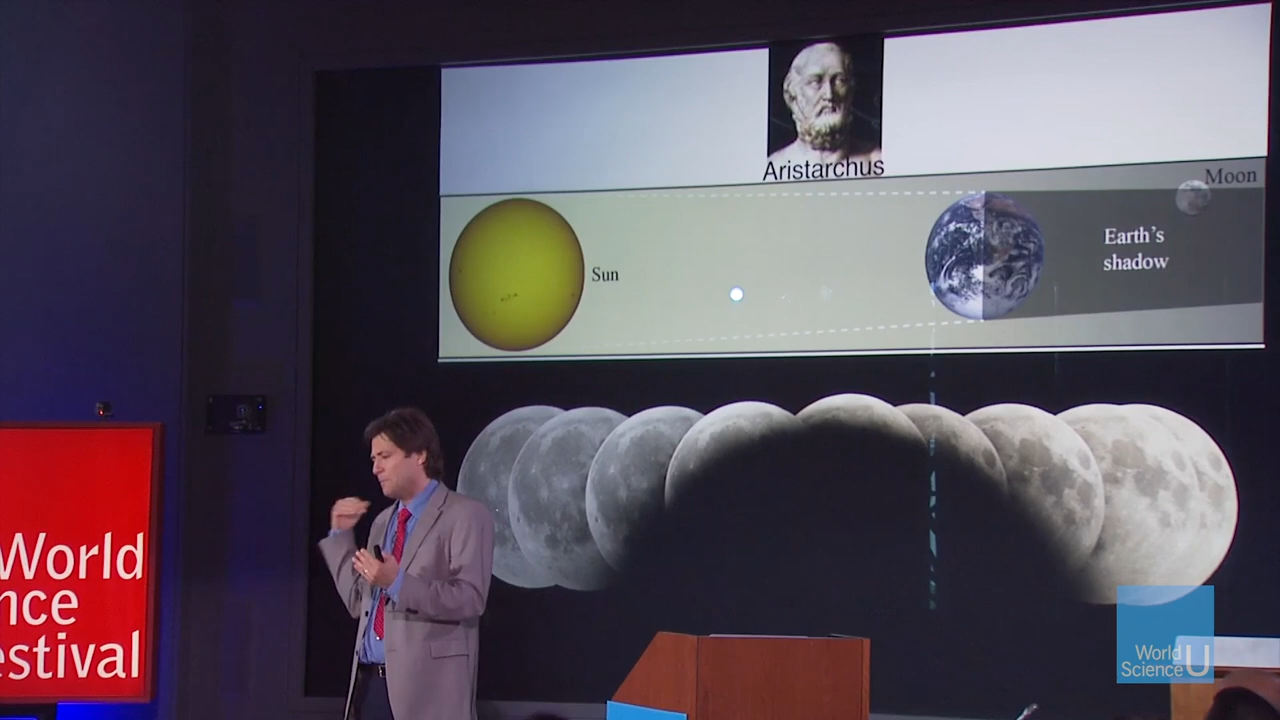 Aristarchus
Moon
Sun
Earth's
shadow
World
nce
estival
World
Science U